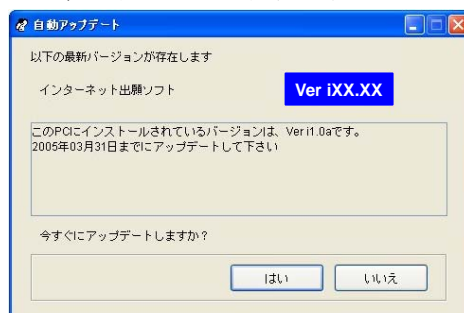 自動アップデート
以下の最新バージョンが存在します
インターネット出願ソフト Ver iXX.XX
このPCにインストールされているバージョンは、Ver i1.0aです。
2005年03月31日までにアップデートして下さい
今すぐにアップデートしますか？
はい いいえ